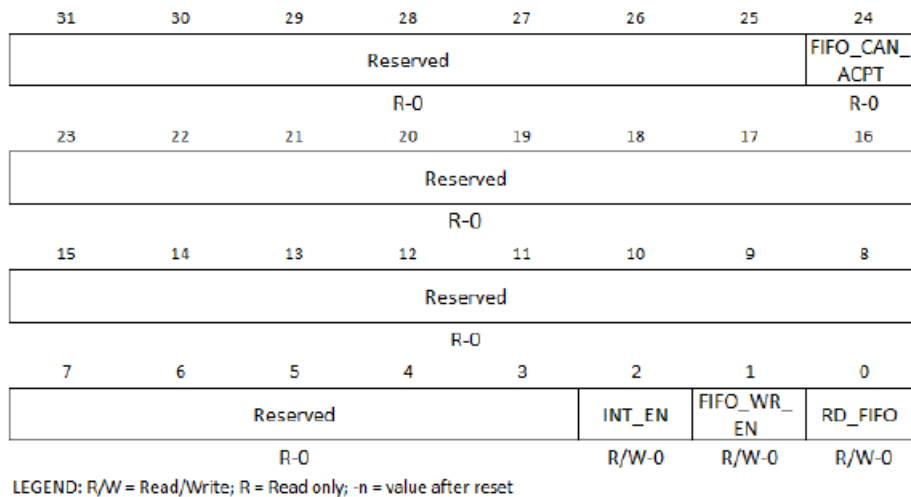 31 30 29 28 27 26 25 24
Reserved FIFO_CAN_
ACPT
R-0 R-0
23 22 21 20 19 18 17 16
Reserved
R-0
15 14 13 12 11 10 9 8
Reserved
R-0
7 6 5 4 3 2 1 0
Reserved INT_EN FIFO_WR_
EN RD_FIFO
R-0 R/W-0 R/W-0 R/W-0
LEGEND: R/W = Read/Write; R = Read only; -n = value after reset